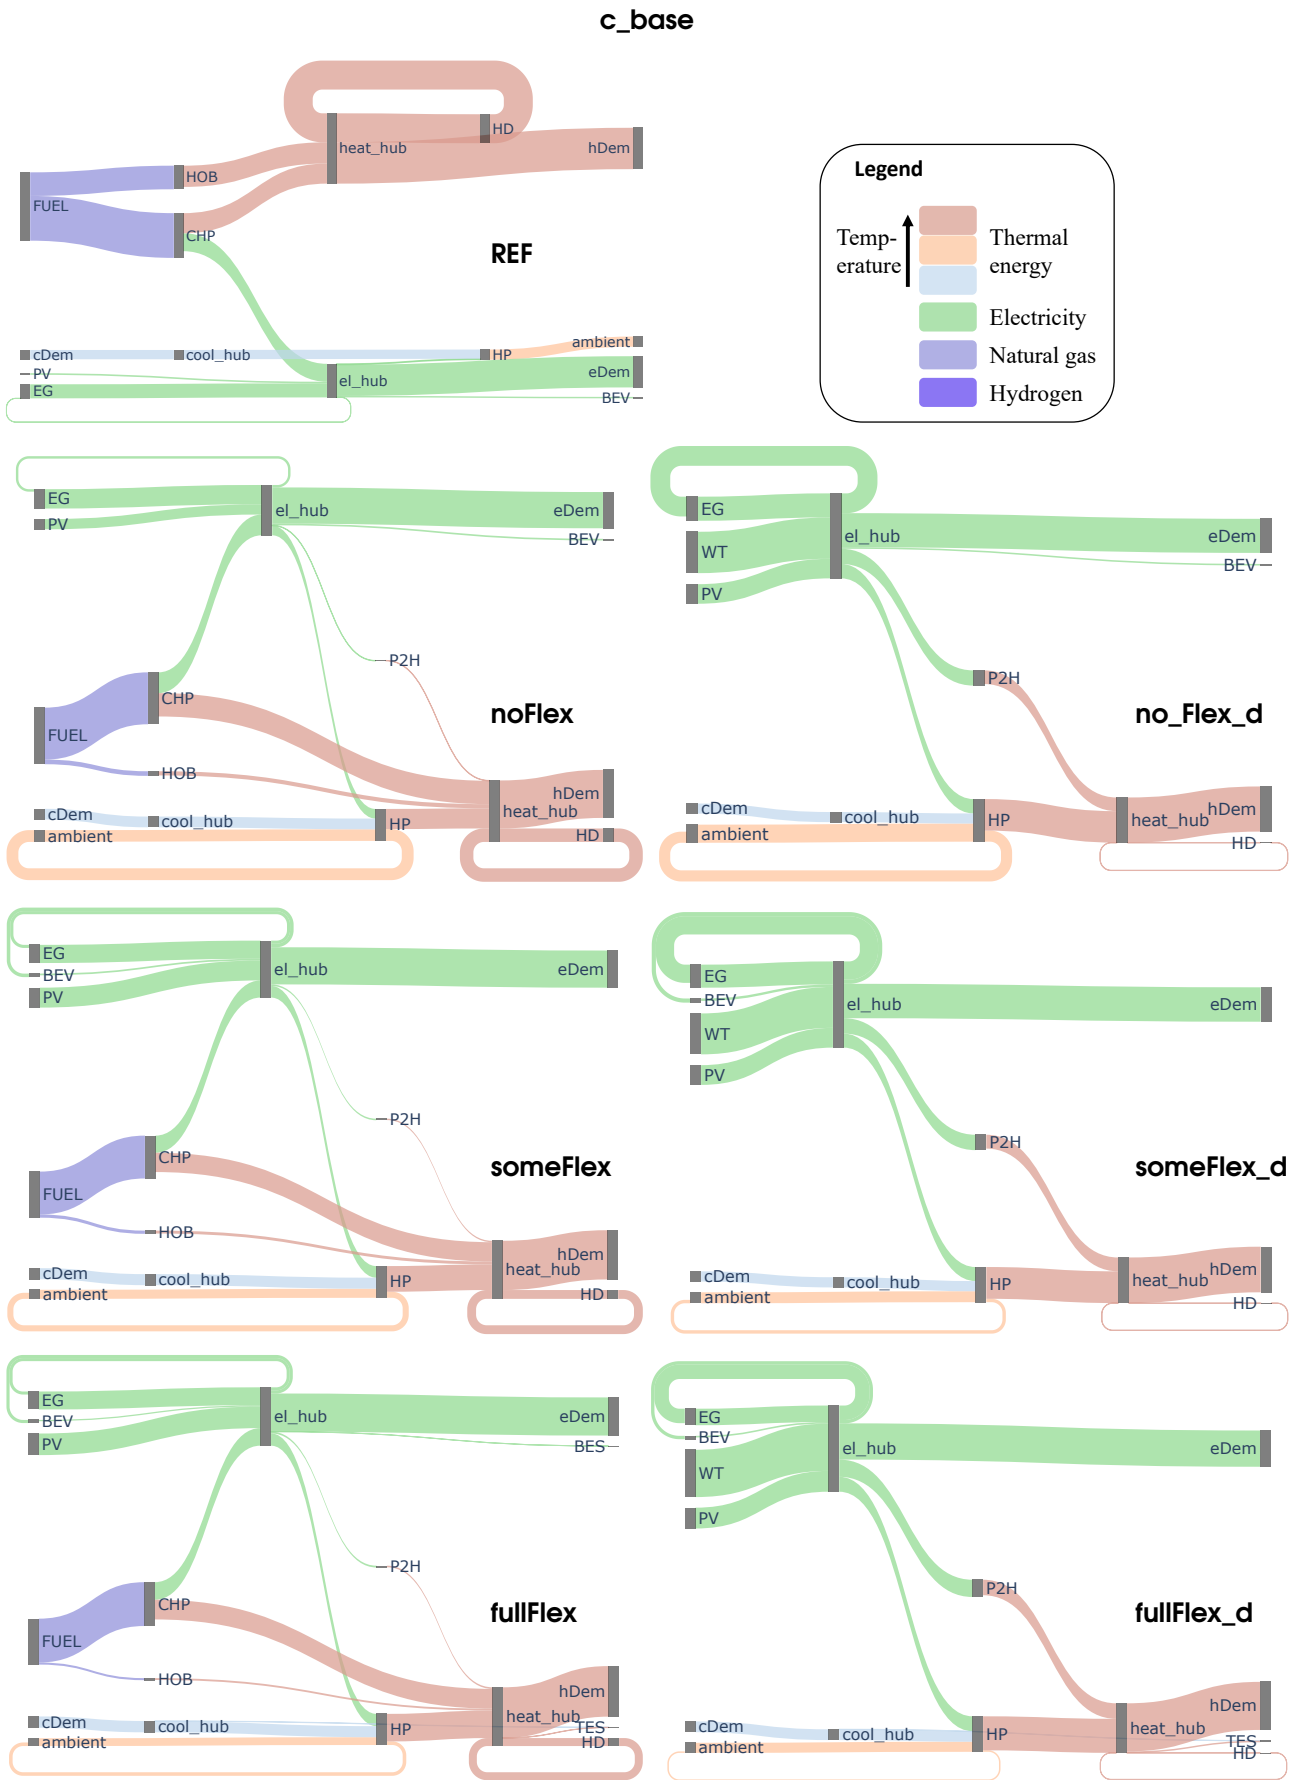 c_base
HD
heat_hub
hDem
HOB
FUEL
CHP
REF
ambient
cDem
cool_hub
HP
PV
eDem
EG
el_hub
BEV
Legend
Temp-
erature
Thermal
energy
Electricity
Natural gas
Hydrogen
EG
el_hub
eDem
PV
BEV
P2H
CHP
noFlex
FUEL
HOB
hDem
cDem
heat_hub
cool_hub
HP
ambient
HD
EG
el_hub
eDem
WT
BEV
PV
P2H
no_Flex_d
cDem
hDem
cool_hub
HP
heat_hub
ambient
HD
EG
el_hub
eDem
BEV
PV
P2H
CHP
someFlex
FUEL
HOB
hDem
cDem
heat_hub
cool_hub
HP
ambient
HD
EG
BEV
el_hub
eDem
WT
PV
P2H
someFlex_d
cDem
hDem
cool_hub
HP
heat_hub
ambient
HD
EG
el_hub
eDem
BEV
PV
BES
P2H
CHP
fullFlex
FUEL
HOB
hDem
heat_hub
cDem
cool_hub
HP
TES
ambient
HD
EG
BEV
el_hub
eDem
WT
PV
P2H
fullFlex_d
hDem
cDem
cool_hub
HP
heat_hub
TES
ambient
HD